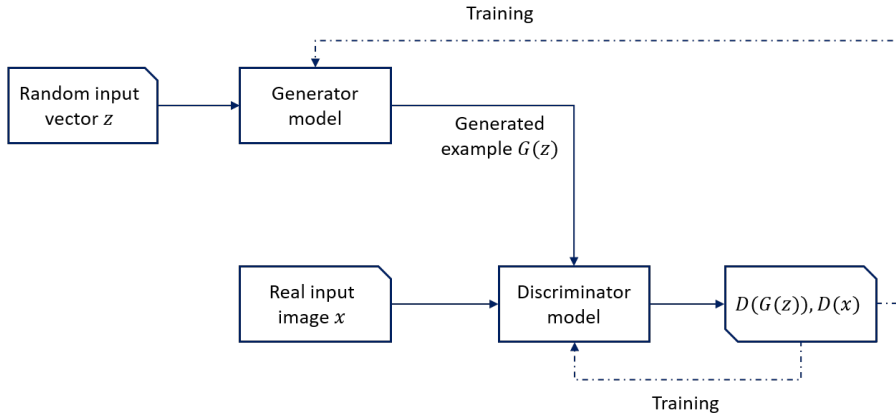 Training
Random input
vector z
Generator
model
Generated
example G(z)
Real input
image x
Discriminator
model
D(G(z)), D(x)
Training